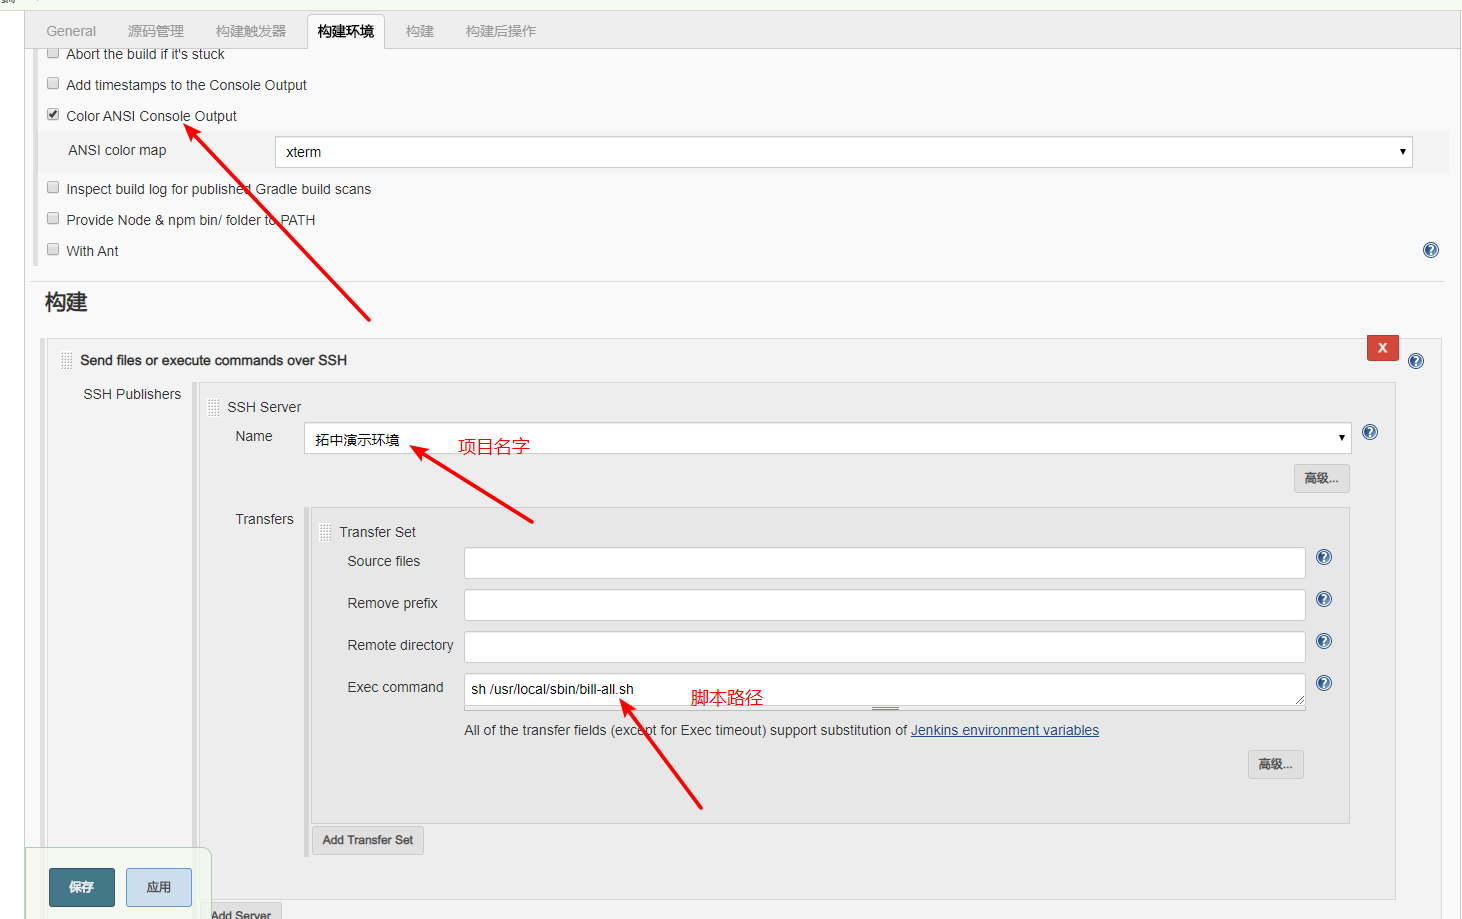 General 源码管理 构建触发器 构建环境 构建 构建后操作
Abort the build if it's stuck
Add timestamps to the Console Output
Color ANSI Console Output
ANSI color map xterm
Inspect build log for published Gradle build scans
Provide Node & npm bin/ folder to PATH
With Ant
构建
X
Send files or execute commands over SSH
SSH Publishers
SSH Server
Name 拓中演示环境 项目名字
高级...
Transfers
Transfer Set
Source files
Remove prefix
Remote directory
Exec command sh /usr/local/sbin/bill-all.sh 脚本路径
All of the transfer fields (except for Exec timeout) support substitution of Jenkins environment variables
高级...
Add Transfer Set
保存 应用
Add Server